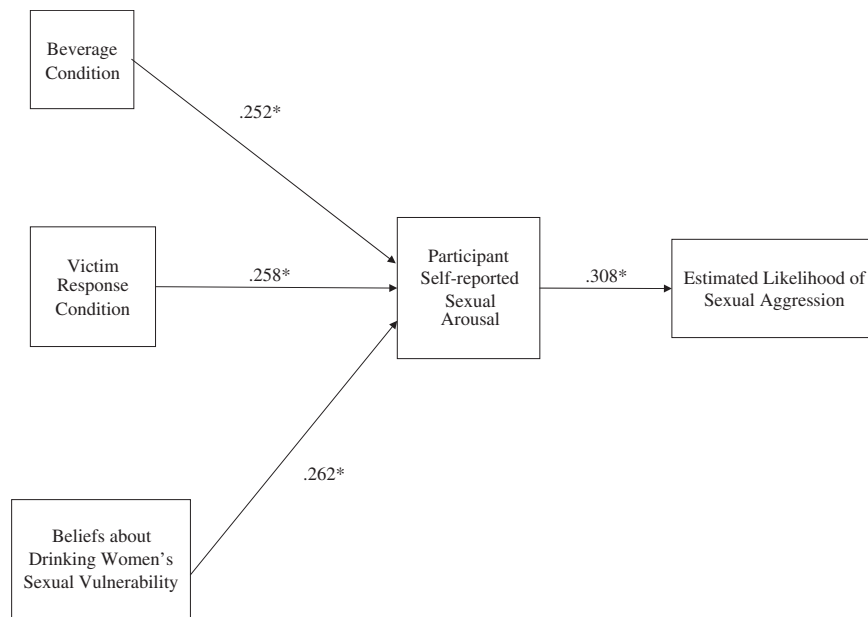 Beverage
Condition
.252*
Victim
Response
Condition
.258*
Participant
Self-reported
Sexual
Arousal
.308*
Estimated Likelihood of
Sexual Aggression
.262*
Beliefs about
Drinking Women’s
Sexual Vulnerability